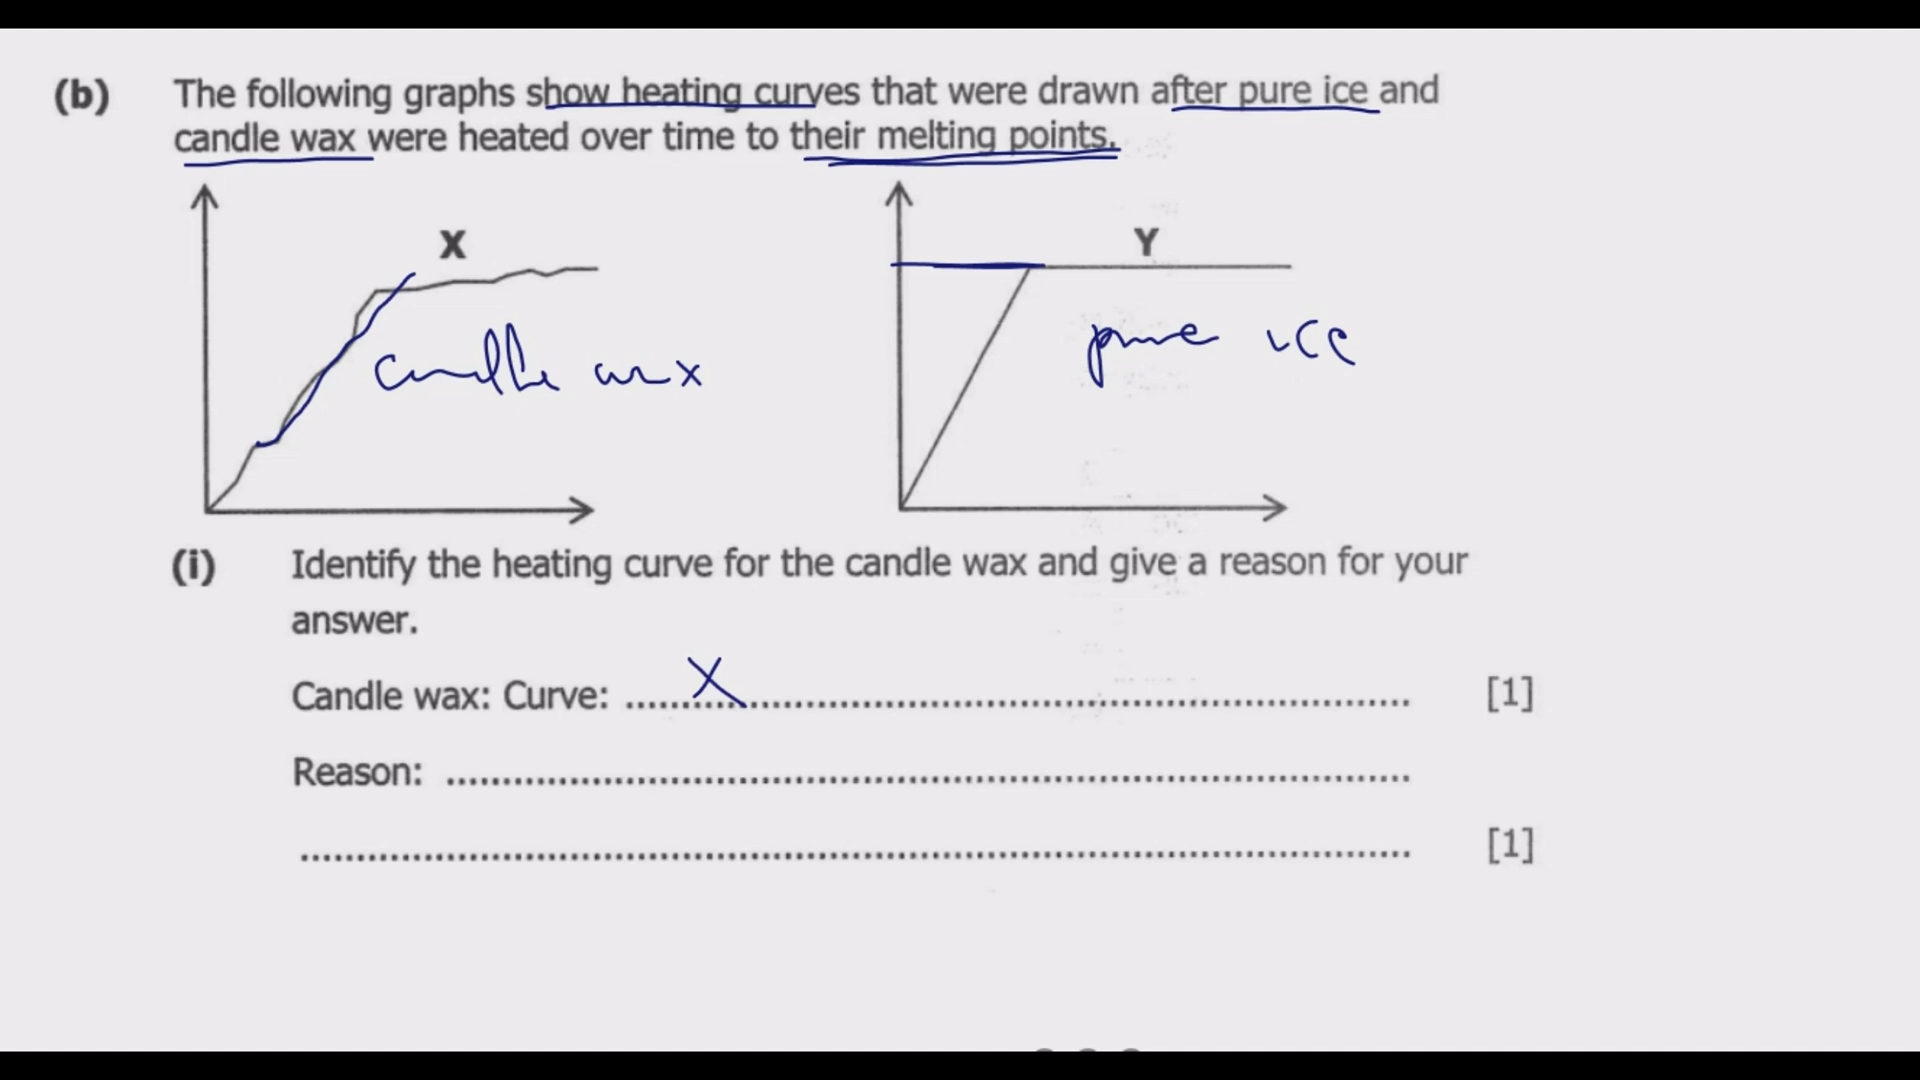 (b) The following graphs show heating curves that were drawn after pure ice and
candle wax were heated over time to their melting points.
X
Y
candle wax
pure ice
(i) Identify the heating curve for the candle wax and give a reason for your
answer.
Candle wax: Curve: ....X.................................................................. [1]
Reason: ......................................................................................
................................................................................................... [1]